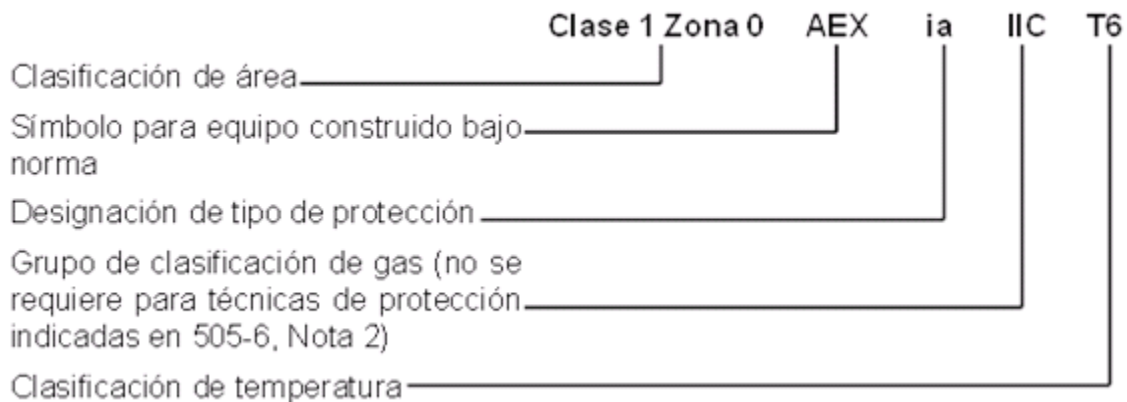 Clase 1 Zona 0 AEX ia IIC T6
Clasificación de área
Símbolo para equipo construido bajo
norma
Designación de tipo de protección
Grupo de clasificación de gas (no se
requiere para técnicas de protección
indicadas en 505-6, Nota 2)
Clasificación de temperatura